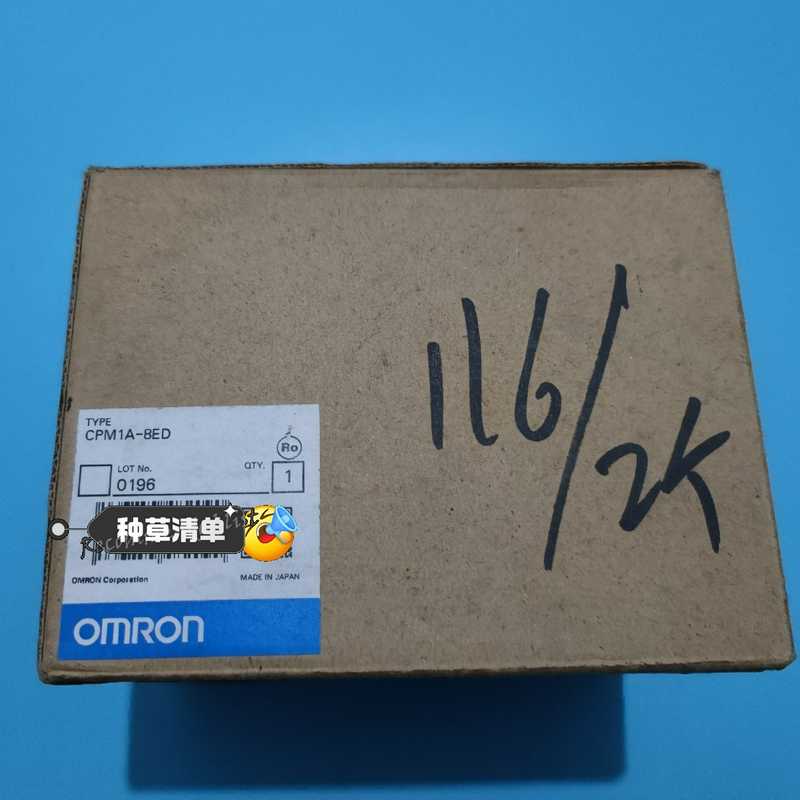 116/2K
TYPE
CPM1A-8ED
Ro
LOT No.
0196
QTY.
1
种草清单
OMRON Corporation
MADE IN JAPAN
OMRON